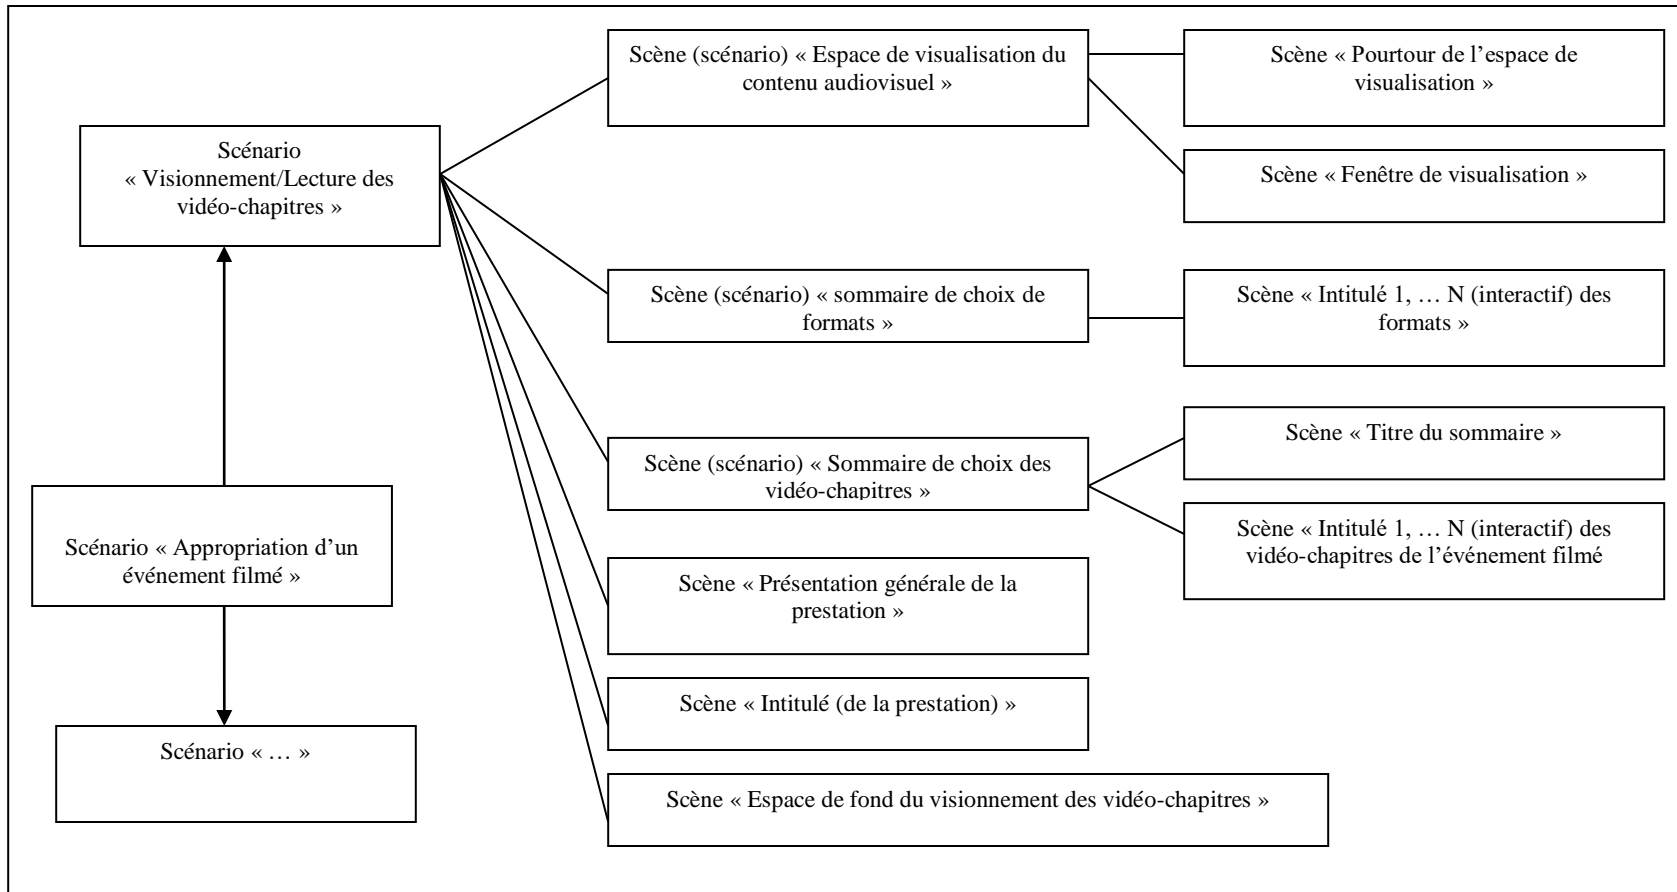 Scénario
« Visionnement/Lecture des
vidéo-chapitres »
Scénario « Appropriation d’un
événement filmé »
Scénario « … »
Scène (scénario) « Espace de visualisation du
contenu audiovisuel »
Scène (scénario) « sommaire de choix de
formats »
Scène (scénario) « Sommaire de choix des
vidéo-chapitres »
Scène « Présentation générale de la
prestation »
Scène « Intitulé (de la prestation) »
Scène « Espace de fond du visionnement des vidéo-chapitres »
Scène « Pourtour de l’espace de
visualisation »
Scène « Fenêtre de visualisation »
Scène « Intitulé 1, … N (interactif) des
formats »
Scène « Titre du sommaire »
Scène « Intitulé 1, … N (interactif) des
vidéo-chapitres de l’événement filmé